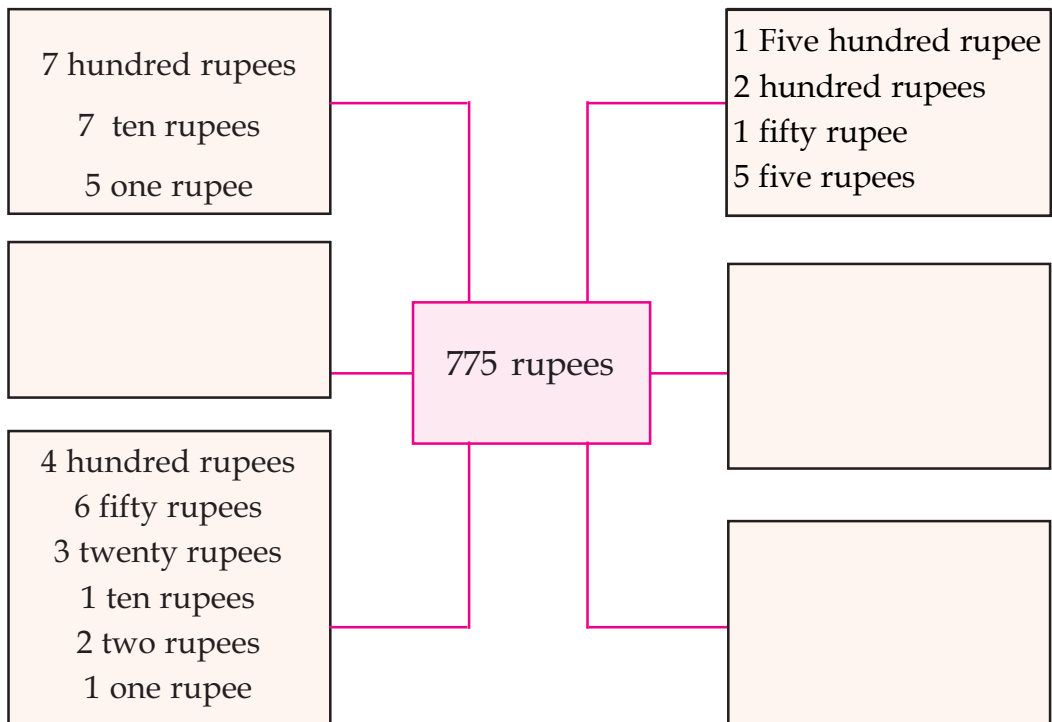 7 hundred rupees
7 ten rupees
5 one rupee
1 Five hundred rupee
2 hundred rupees
1 fifty rupee
5 five rupees
775 rupees
4 hundred rupees
6 fifty rupees
3 twenty rupees
1 ten rupees
2 two rupees
1 one rupee